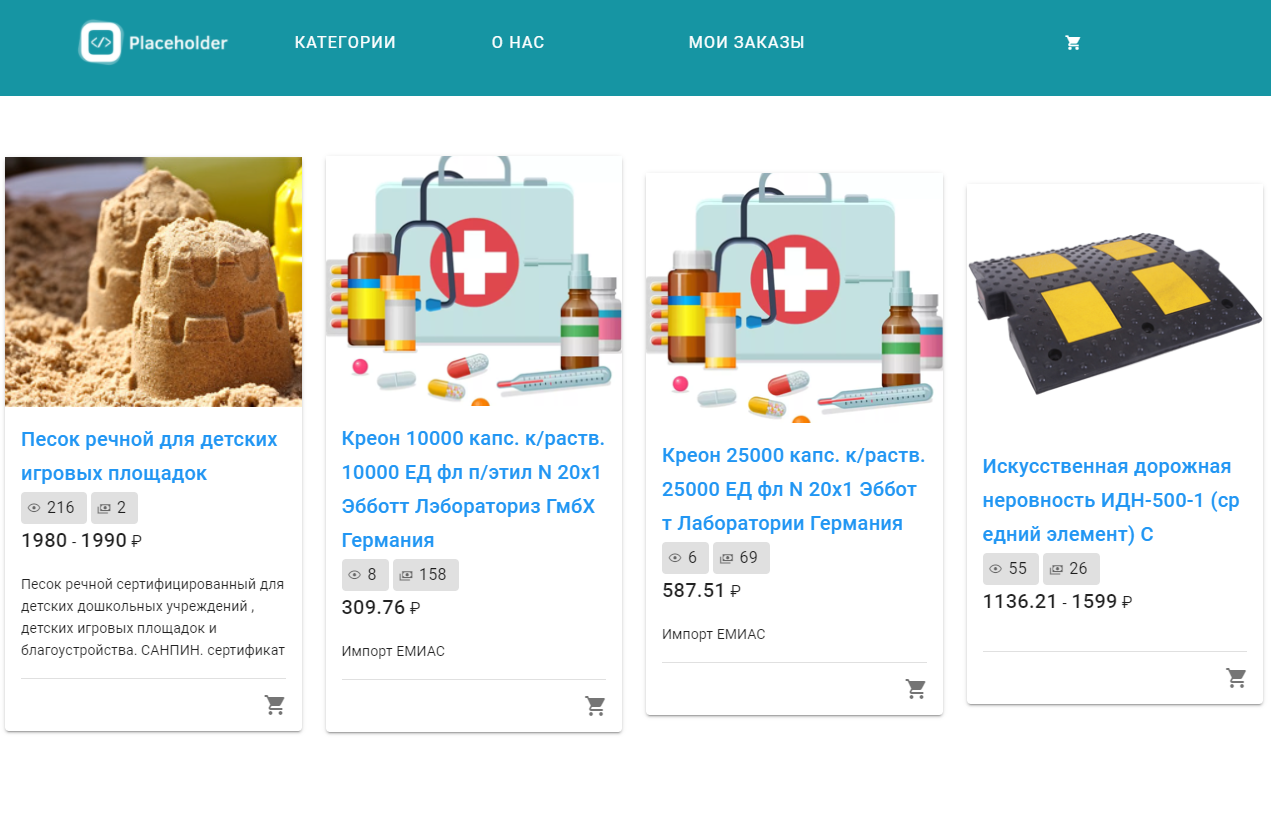 Placeholder
КАТЕГОРИИ
О НАС
МОИ ЗАКАЗЫ
Песок речной для детских
игровых площадок
216
2
1980 - 1990 ₽
Песок речной сертифицированный для
детских дошкольных учреждений ,
детских игровых площадок и
благоустройства. САНПИН. сертификат
Креон 10000 капс. к/раств.
10000 ЕД фл п/этил N 20x1
Эбботт Лэбораториз ГмбХ
Германия
8
158
309.76 ₽
Импорт ЕМИАС
Креон 25000 капс. к/раств.
25000 ЕД фл N 20x1 Эббот
т Лаборатории Германия
6
69
587.51 ₽
Импорт ЕМИАС
Искусственная дорожная
неровность ИДН-500-1 (ср
едний элемент) С
55
26
1136.21 - 1599 ₽